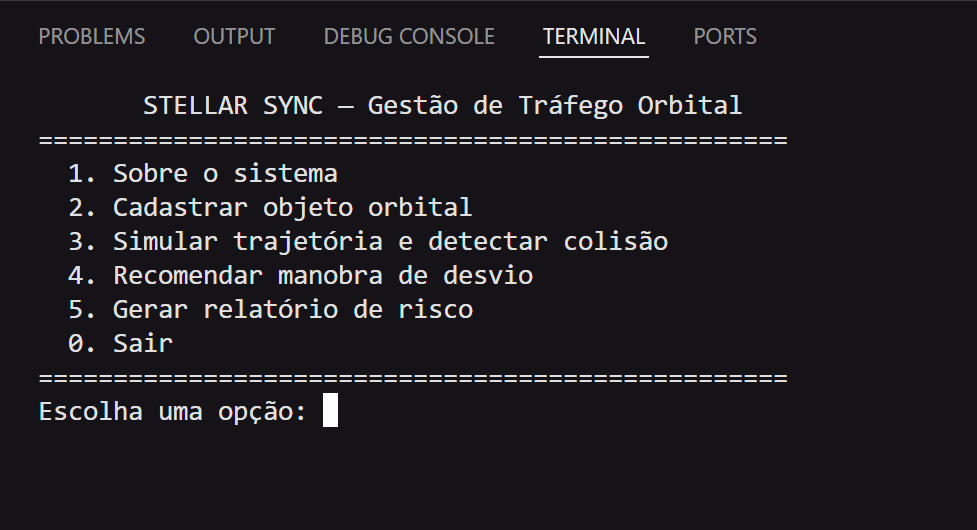 PROBLEMS OUTPUT DEBUG CONSOLE TERMINAL PORTS
STELLAR SYNC — Gestão de Tráfego Orbital
==================================================
1. Sobre o sistema
2. Cadastrar objeto orbital
3. Simular trajetória e detectar colisão
4. Recomendar manobra de desvio
5. Gerar relatório de risco
0. Sair
==================================================
Escolha uma opção: